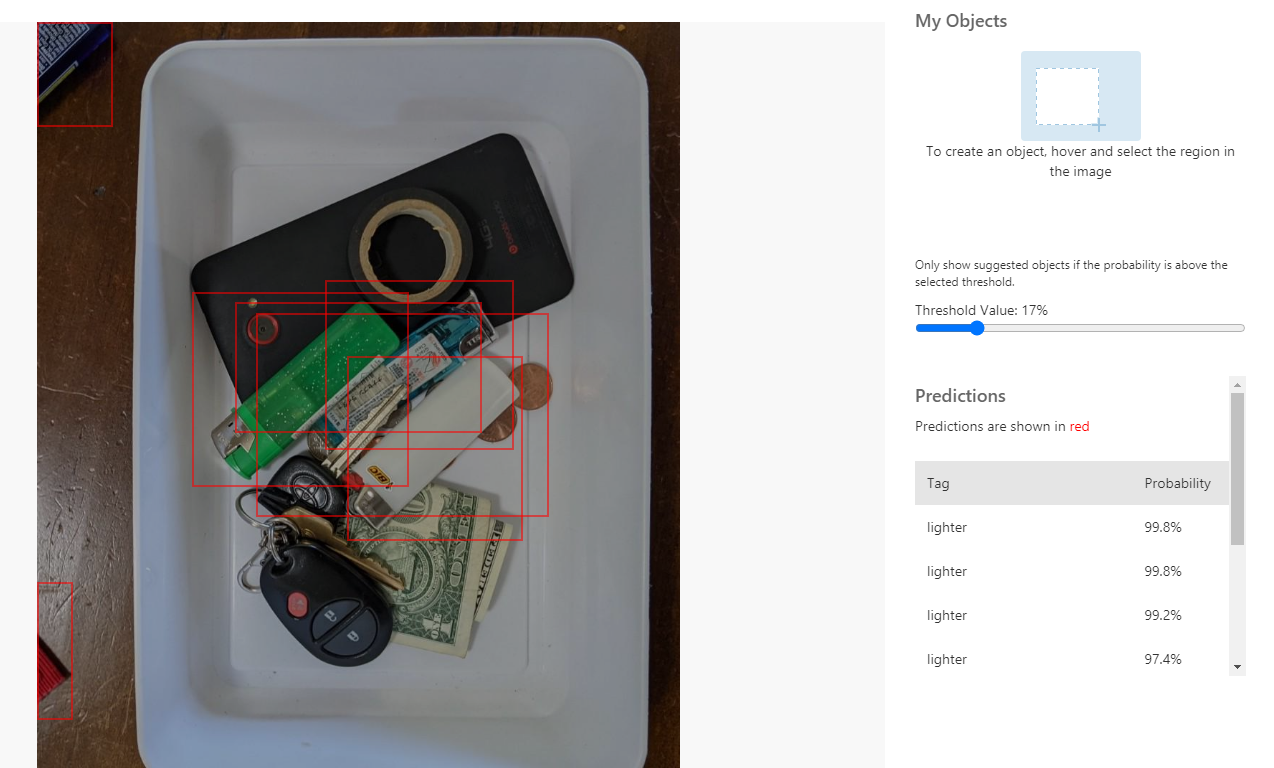 My Objects
To create an object, hover and select the region in
the image
Only show suggested objects if the probability is above the
selected threshold.
Threshold Value: 17%
Predictions
Predictions are shown in red
Tag Probability
lighter 99.8%
lighter 99.8%
lighter 99.2%
lighter 97.4%
BIC
ONE